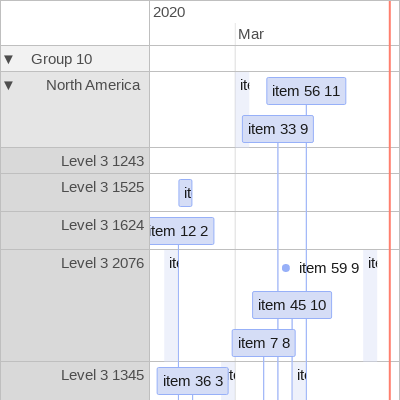 2020
Mar
▼ Group 10
▼ North America
ite
item 56 11
item 33 9
Level 3 1243
Level 3 1525
it
Level 3 1624
item 12 2
Level 3 2076
ite
item 59 9
ite
item 45 10
item 7 8
Level 3 1345
item 36 3
ite
ite